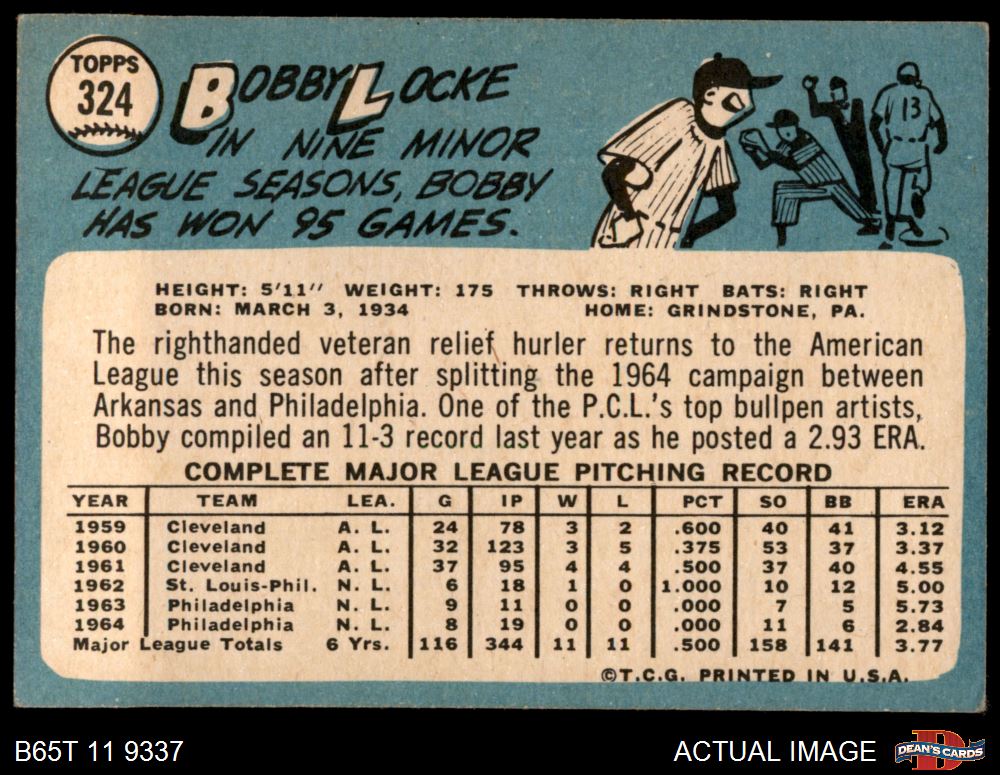 TOPPS
324
BOBBY LOCKE
IN NINE MINOR
LEAGUE SEASONS, BOBBY
HAS WON 95 GAMES.
13
HEIGHT: 5'11" WEIGHT: 175 THROWS: RIGHT BATS: RIGHT
BORN: MARCH 3, 1934 HOME: GRINDSTONE, PA.
The righthanded veteran relief hurler returns to the American
League this season after splitting the 1964 campaign between
Arkansas and Philadelphia. One of the P.C.L.'s top bullpen artists,
Bobby compiled an 11-3 record last year as he posted a 2.93 ERA.
COMPLETE MAJOR LEAGUE PITCHING RECORD
YEAR TEAM LEA. G IP W L PCT SO BB ERA
1959 Cleveland A. L. 24 78 3 2 .600 40 41 3.12
1960 Cleveland A. L. 32 123 3 5 .375 53 37 3.37
1961 Cleveland A. L. 37 95 4 4 .500 37 40 4.55
1962 St. Louis-Phil. N. L. 6 18 1 0 1.000 10 12 5.00
1963 Philadelphia N. L. 9 11 0 0 .000 7 5 5.73
1964 Philadelphia N. L. 8 19 0 0 .000 11 6 2.84
Major League Totals 6 Yrs. 116 344 11 11 .500 158 141 3.77
©T.C.G. PRINTED IN U.S.A.
B65T 11 9337 ACTUAL IMAGE
D
DEAN'S CARDS